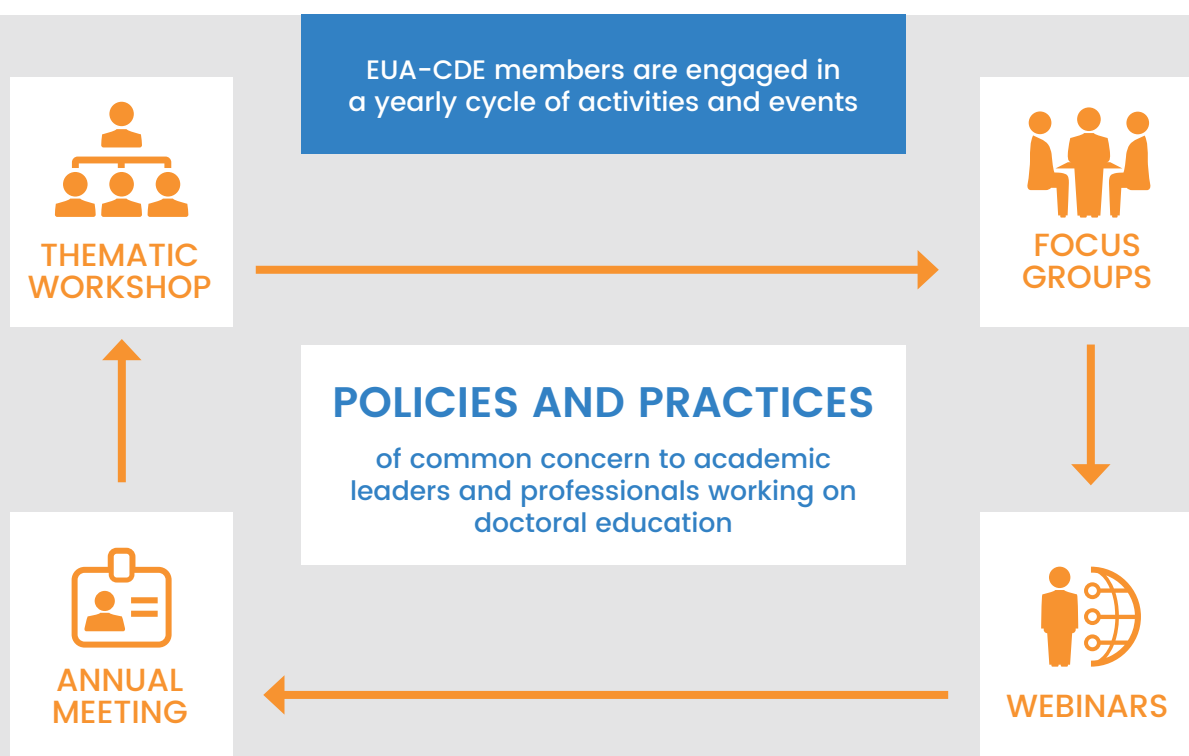 EUA-CDE members are engaged in
a yearly cycle of activities and events
THEMATIC
WORKSHOP
FOCUS
GROUPS
POLICIES AND PRACTICES
of common concern to academic
leaders and professionals working on
doctoral education
ANNUAL
MEETING
WEBINARS